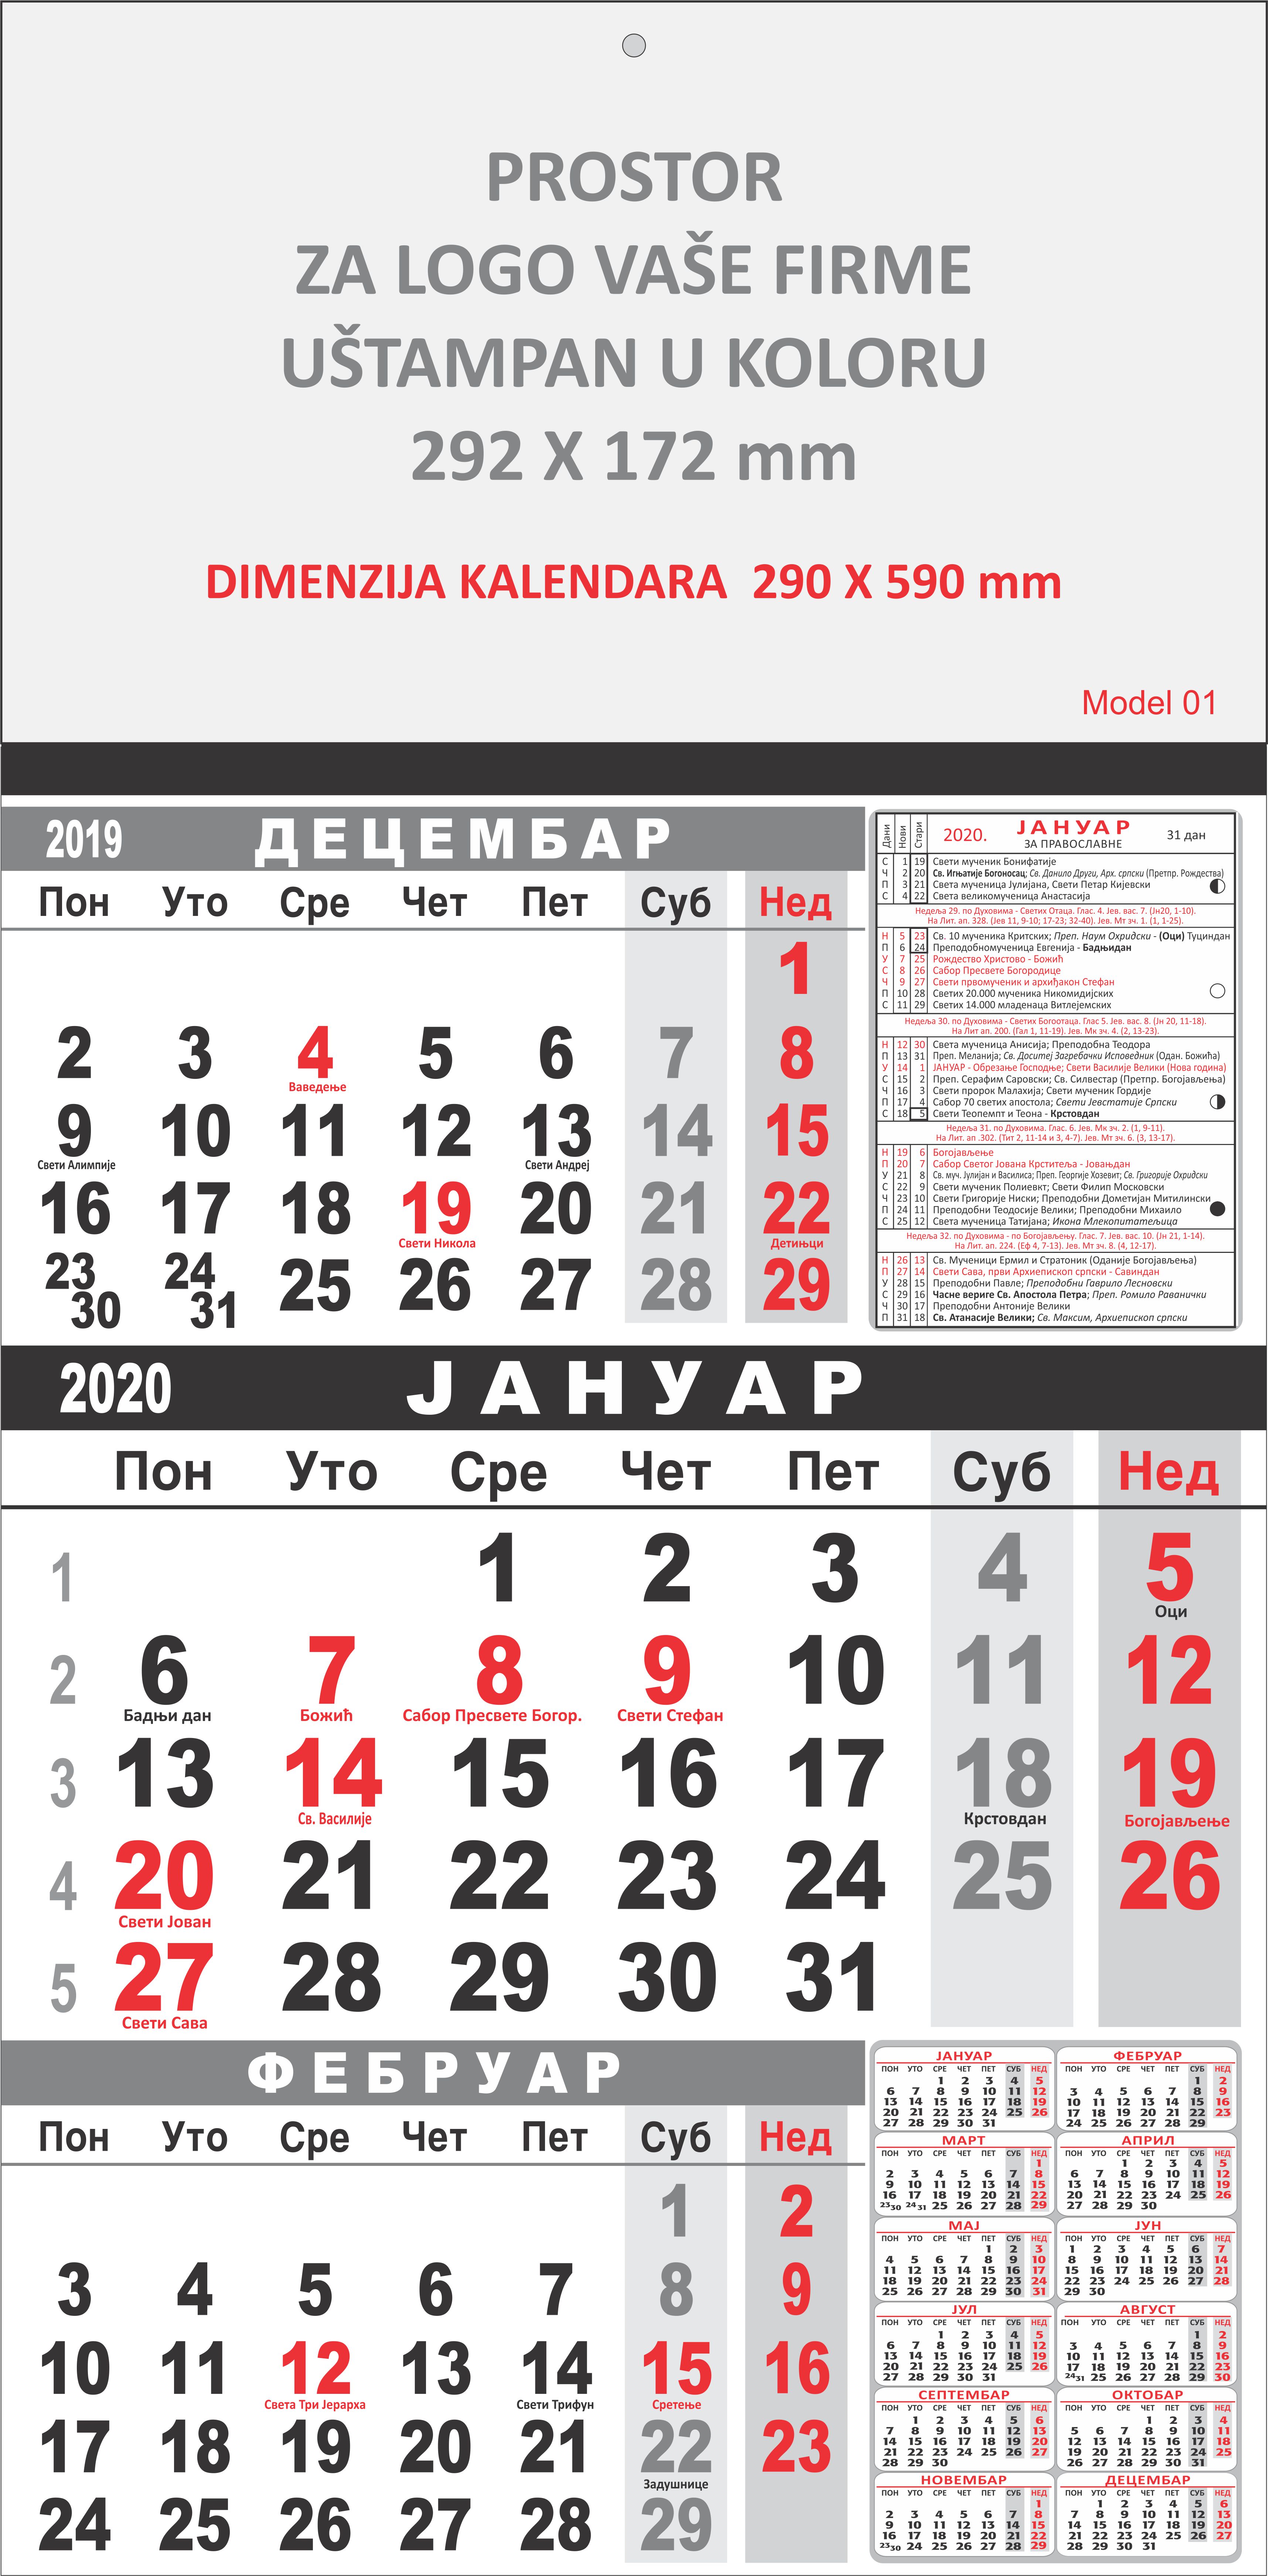 PROSTOR
ZA LOGO VAŠE FIRME
UŠTAMPAN U KOLORU
292 X 172 mm
DIMENZIJA KALENDARA 290 X 590 mm
Model 01
2019 ДЕЦЕМБАР
Пон Уто Сре Чет Пет Суб Нед
1
2 3 4 5 6 7 8
Ваведење
9 10 11 12 13 14 15
Свети Алимпије Свети Андреј
16 17 18 19 20 21 22
Свети Никола Детињци
23 24 25 26 27 28 29
30 31
Дани Нови Стари 2020. ЈАНУАР 31 дан
ЗА ПРАВОСЛАВНЕ
С 1 19 Свети мученик Бонифатије
Ч 2 20 Св. Игњатије Богоносац; Св. Данило Други, Арх. српски (Претпр. Рождества)
П 3 21 Света мученица Јулијана, Свети Петар Кијевски
С 4 22 Света великомученица Анастасија
Недеља 29. по Духовима - Светих Отаца. Глас. 4. Јев. вас. 7. (Јн20, 1-10).
На Лит. ап. 328. (Јев 11, 9-10; 17-23; 32-40). Јев. Мт зч. 1. (1, 1-25).
Н 5 23 Св. 10 мученика Критских; Преп. Наум Охридски - (Оци) Туциндан
П 6 24 Преподобномученица Евгенија - Бадњидан
У 7 25 Рождество Христово - Божић
С 8 26 Сабор Пресвете Богородице
Ч 9 27 Свети првомученик и архиђакон Стефан
П 10 28 Светих 20.000 мученика Никомидијских
С 11 29 Светих 14.000 младенаца Витлејемских
Недеља 30. по Духовима - Светих Богоотаца. Глас 5. Јев. вас. 8. (Јн 20, 11-18).
На Лит ап. 200. (Гал 1, 11-19). Јев. Мк зч. 4. (2, 13-23).
Н 12 30 Света мученица Анисија; Преподобна Теодора
П 13 31 Преп. Меланија; Св. Доситеј Загребачки Исповедник (Одан. Божића)
У 14 1 ЈАНУАР - Обрезање Господње; Свети Василије Велики (Нова година)
С 15 2 Преп. Серафим Саровски; Св. Силвестар (Претпр. Богојављења)
Ч 16 3 Свети пророк Малахија; Свети мученик Гордије
П 17 4 Сабор 70 светих апостола; Свети Јевстатије Српски
С 18 5 Свети Теопемпт и Теона - Крстовдан
Недеља 31. по Духовима. Глас. 6. Јев. Мк зч. 2. (1, 9-11).
На Лит. ап .302. (Тит 2, 11-14 и 3, 4-7). Јев. Мт зч. 6. (3, 13-17).
Н 19 6 Богојављење
П 20 7 Сабор Светог Јована Крститеља - Јовањдан
У 21 8 Св. муч. Јулијан и Василиса; Преп. Георгије Хозевит; Св. Григорије Охридски
С 22 9 Свети мученик Полиевкт; Свети Филип Московски
Ч 23 10 Свети Григорије Ниски; Преподобни Дометијан Митилински
П 24 11 Преподобни Теодосије Велики; Преподобни Михаило
С 25 12 Света мученица Татијана; Икона Млекопитатељица
Недеља 32. по Духовима - по Богојављењу. Глас. 7. Јев. вас. 10. (Јн 21, 1-14).
На Лит. ап. 224. (Еф 4, 7-13). Јев. Мт зч. 8. (4, 12-17).
Н 26 13 Св. Мученици Ермил и Стратоник (Оданије Богојављења)
П 27 14 Свети Сава, први Архиепископ српски - Савиндан
У 28 15 Преподобни Павле; Преподобни Гаврило Лесновски
С 29 16 Часне вериге Св. Апостола Петра; Преп. Ромило Раванички
Ч 30 17 Преподобни Антоније Велики
П 31 18 Св. Атанасије Велики; Св. Максим, Архиепископ српски
2020 ЈАНУАР
Пон Уто Сре Чет Пет Суб Нед
1 1 2 3 4 5
Оци
2 6 7 8 9 10 11 12
Бадњи дан Божић Сабор Пресвете Богор. Свети Стефан
3 13 14 15 16 17 18 19
Св. Василије Крстовдан Богојављење
4 20 21 22 23 24 25 26
Свети Јован
5 27 28 29 30 31
Свети Сава
ФЕБРУАР
Пон Уто Сре Чет Пет Суб Нед
1 2
3 4 5 6 7 8 9
10 11 12 13 14 15 16
Света Три Јерарха Свети Трифун Сретење
17 18 19 20 21 22 23
Задушнице
24 25 26 27 28 29
ЈАНУАР
ПОН УТО СРЕ ЧЕТ ПЕТ СУБ НЕД
1 2 3 4 5
6 7 8 9 10 11 12
13 14 15 16 17 18 19
20 21 22 23 24 25 26
27 28 29 30 31
ФЕБРУАР
ПОН УТО СРЕ ЧЕТ ПЕТ СУБ НЕД
1 2
3 4 5 6 7 8 9
10 11 12 13 14 15 16
17 18 19 20 21 22 23
24 25 26 27 28 29
МАРТ
ПОН УТО СРЕ ЧЕТ ПЕТ СУБ НЕД
1
2 3 4 5 6 7 8
9 10 11 12 13 14 15
16 17 18 19 20 21 22
23 30 24 31 25 26 27 28 29
АПРИЛ
ПОН УТО СРЕ ЧЕТ ПЕТ СУБ НЕД
1 2 3 4 5
6 7 8 9 10 11 12
13 14 15 16 17 18 19
20 21 22 23 24 25 26
27 28 29 30
МАЈ
ПОН УТО СРЕ ЧЕТ ПЕТ СУБ НЕД
1 2 3
4 5 6 7 8 9 10
11 12 13 14 15 16 17
18 19 20 21 22 23 24
25 26 27 28 29 30 31
ЈУН
ПОН УТО СРЕ ЧЕТ ПЕТ СУБ НЕД
1 2 3 4 5 6 7
8 9 10 11 12 13 14
15 16 17 18 19 20 21
22 23 24 25 26 27 28
29 30
ЈУЛ
ПОН УТО СРЕ ЧЕТ ПЕТ СУБ НЕД
1 2 3 4 5
6 7 8 9 10 11 12
13 14 15 16 17 18 19
20 21 22 23 24 25 26
27 28 29 30 31
АВГУСТ
ПОН УТО СРЕ ЧЕТ ПЕТ СУБ НЕД
1 2
3 4 5 6 7 8 9
10 11 12 13 14 15 16
17 18 19 20 21 22 23
24 31 25 26 27 28 29 30
СЕПТЕМБАР
ПОН УТО СРЕ ЧЕТ ПЕТ СУБ НЕД
1 2 3 4 5 6
7 8 9 10 11 12 13
14 15 16 17 18 19 20
21 22 23 24 25 26 27
28 29 30
ОКТОБАР
ПОН УТО СРЕ ЧЕТ ПЕТ СУБ НЕД
1 2 3 4
5 6 7 8 9 10 11
12 13 14 15 16 17 18
19 20 21 22 23 24 25
26 27 28 29 30 31
НОВЕМБАР
ПОН УТО СРЕ ЧЕТ ПЕТ СУБ НЕД
1
2 3 4 5 6 7 8
9 10 11 12 13 14 15
16 17 18 19 20 21 22
23 30 24 25 26 27 28 29
ДЕЦЕМБАР
ПОН УТО СРЕ ЧЕТ ПЕТ СУБ НЕД
1 2 3 4 5 6
7 8 9 10 11 12 13
14 15 16 17 18 19 20
21 22 23 24 25 26 27
28 29 30 31